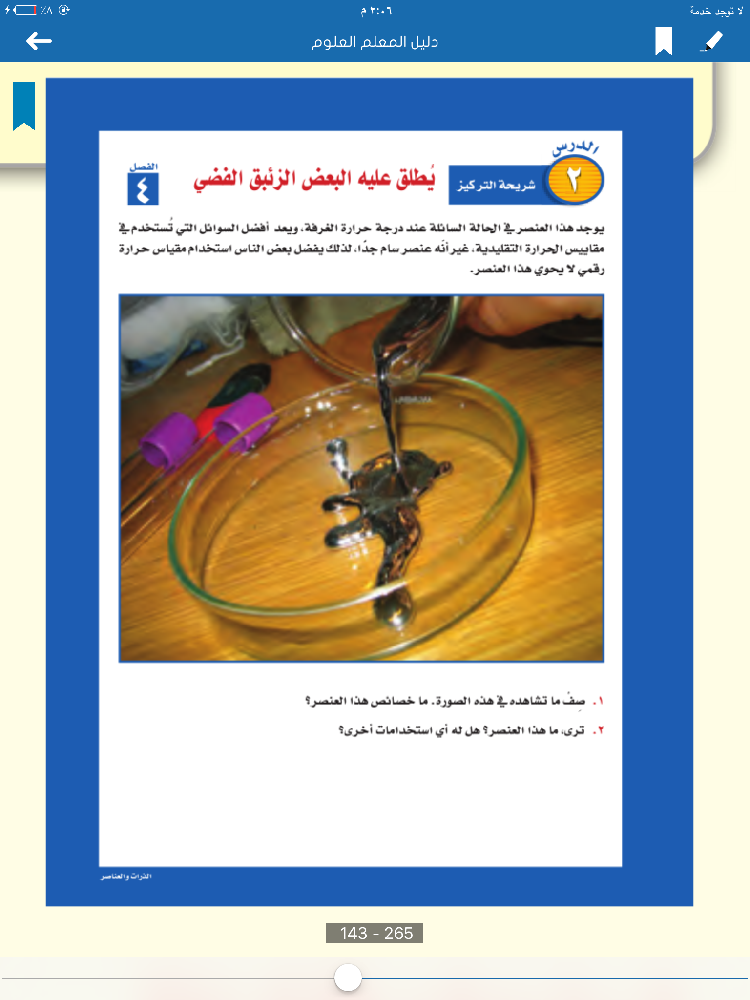 لا توجد خدمة
٢:٠٦ م
٪٨
دليل المعلم العلوم
الدرس
٢
شريحة التركيز
يُطلق عليه البعض الزئبق الفضي
الفصل
٤
يوجد هذا العنصر في الحالة السائلة عند درجة حرارة الغرفة، ويعد أفضل السوائل التي تُستخدم في
مقاييس الحرارة التقليدية، غير أنّه عنصر سام جدًا، لذلك يفضل بعض الناس استخدام مقياس حرارة
رقمي لا يحوي هذا العنصر.
١. صِفْ ما تشاهده في هذه الصورة. ما خصائص هذا العنصر؟
٢. ترى، ما هذا العنصر؟ هل له أي استخدامات أخرى؟
الذرات والعناصر
143 - 265